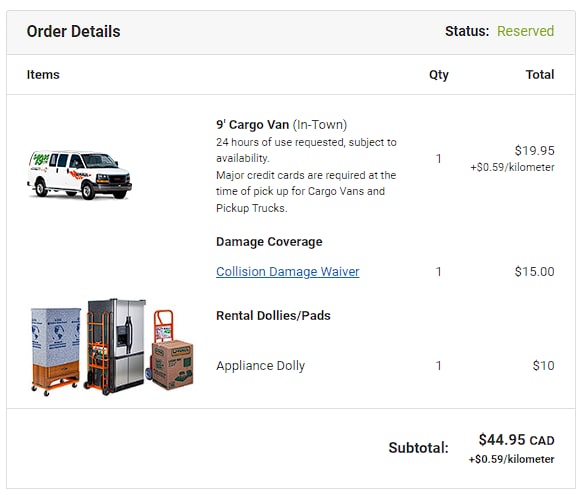 Order Details
Status: Reserved
Items
Qty
Total
9' Cargo Van (In-Town)
24 hours of use requested, subject to
availability.
Major credit cards are required at the
time of pick up for Cargo Vans and
Pickup Trucks.
1
$19.95
+$0.59/kilometer
Damage Coverage
Collision Damage Waiver
1
$15.00
Rental Dollies/Pads
Appliance Dolly
1
$10
Subtotal:
$44.95 CAD
+$0.59/kilometer